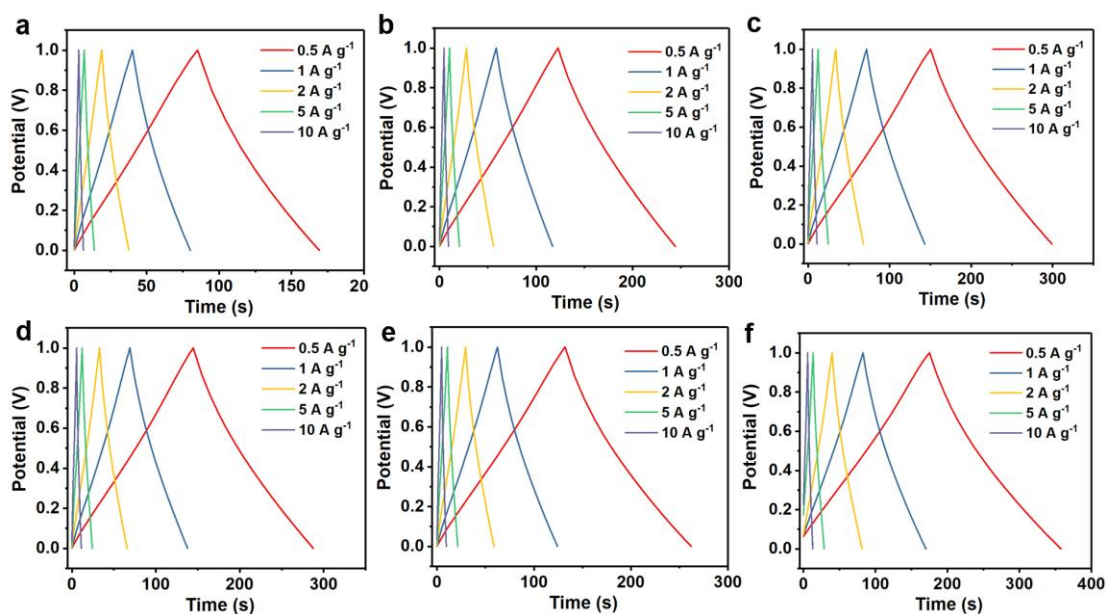 a
0.5 A g⁻¹
1 A g⁻¹
2 A g⁻¹
5 A g⁻¹
10 A g⁻¹
Potential (V)
1.0
0.8
0.6
0.4
0.2
0.0
0 50 100 150 20
Time (s)
b
0.5 A g⁻¹
1 A g⁻¹
2 A g⁻¹
5 A g⁻¹
10 A g⁻¹
Potential (V)
1.0
0.8
0.6
0.4
0.2
0.0
0 100 200 300
Time (s)
c
0.5 A g⁻¹
1 A g⁻¹
2 A g⁻¹
5 A g⁻¹
10 A g⁻¹
Potential (V)
1.0
0.8
0.6
0.4
0.2
0.0
0 100 200 300
Time (s)
d
0.5 A g⁻¹
1 A g⁻¹
2 A g⁻¹
5 A g⁻¹
10 A g⁻¹
Potential (V)
1.0
0.8
0.6
0.4
0.2
0.0
0 100 200 300
Time (s)
e
0.5 A g⁻¹
1 A g⁻¹
2 A g⁻¹
5 A g⁻¹
10 A g⁻¹
Potential (V)
1.0
0.8
0.6
0.4
0.2
0.0
0 100 200 300
Time (s)
f
0.5 A g⁻¹
1 A g⁻¹
2 A g⁻¹
5 A g⁻¹
10 A g⁻¹
Potential (V)
1.0
0.8
0.6
0.4
0.2
0.0
0 100 200 300 400
Time (s)